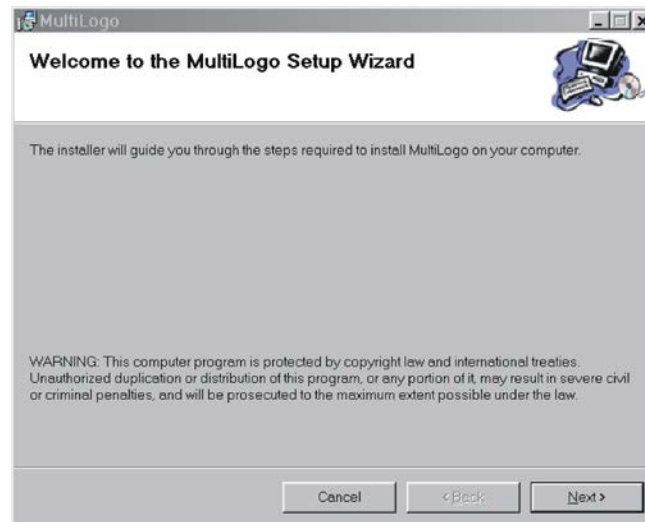 MultiLogo
Welcome to the MultiLogo Setup Wizard
The installer will guide you through the steps required to install MultiLogo on your computer.
WARNING: This computer program is protected by copyright law and international treaties.
Unauthorized duplication or distribution of this program, or any portion of it, may result in severe civil
or criminal penalties, and will be prosecuted to the maximum extent possible under the law.
Cancel
< Back
Next >